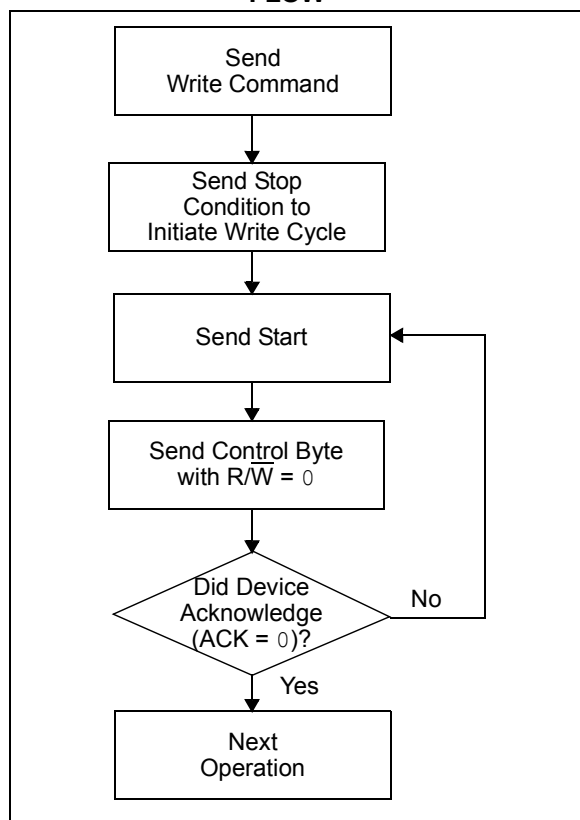 Send
Write Command
Send Stop
Condition to
Initiate Write Cycle
Send Start
Send Control Byte
with R/W̅ = 0
Did Device
Acknowledge
(ACK = 0)?
No
Yes
Next
Operation